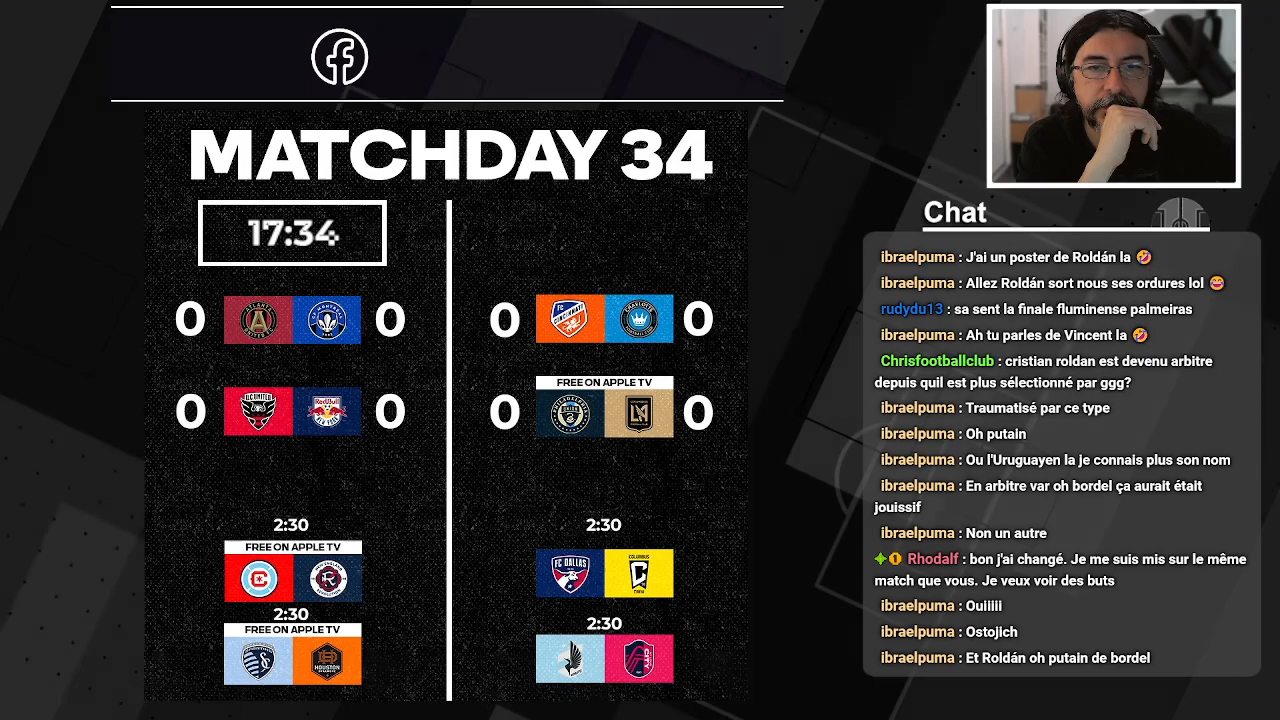 MATCHDAY 34
17:34
0 0
0 0
FREE ON APPLE TV
0 0
0 0
2:30
FREE ON APPLE TV
2:30
FREE ON APPLE TV
2:30
2:30
Chat
ibraelpuma : J'ai un poster de Roldán la 🤣
ibraelpuma : Allez Roldán sort nous ses ordures lol 😂
rudydu13 : sa sent la finale fluminense palmeiras
ibraelpuma : Ah tu parles de Vincent la 🤣
Chrisfootballclub : cristian roldan est devenu arbitre
depuis quil est plus sélectionné par ggg?
ibraelpuma : Traumatisé par ce type
ibraelpuma : Oh putain
ibraelpuma : Ou l'Uruguayen la je connais plus son nom
ibraelpuma : En arbitre var oh bordel ça aurait était
jouissif
ibraelpuma : Non un autre
Rhodalf : bon j'ai changé. Je me suis mis sur le même
match que vous. Je veux voir des buts
ibraelpuma : Ouiiiii
ibraelpuma : Ostojich
ibraelpuma : Et Roldán oh putain de bordel